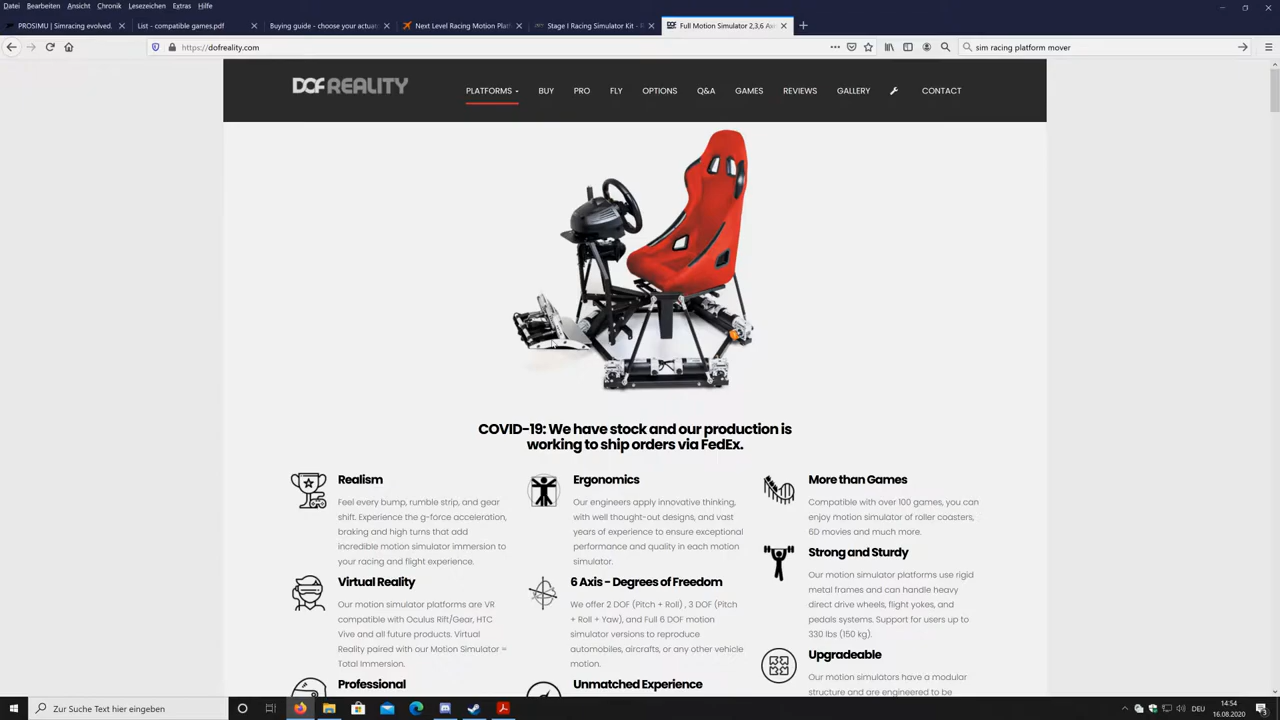 Datei Bearbeiten Ansicht Chronik Lesezeichen Extras Hilfe
PROSIMU | Simracing evolved.
List - compatible games.pdf
Buying guide - choose your actuat
Next Level Racing Motion Platf
Stage I Racing Simulator Kit - R
Full Motion Simulator 2,3,6 Axi
https://dofreality.com
sim racing platform mover
DOF REALITY
PLATFORMS BUY PRO FLY OPTIONS Q&A GAMES REVIEWS GALLERY CONTACT
COVID-19: We have stock and our production is
working to ship orders via FedEx.
Realism
Feel every bump, rumble strip, and gear
shift. Experience the g-force acceleration,
braking and high turns that add
incredible motion simulator immersion to
your racing and flight experience.
Virtual Reality
Our motion simulator platforms are VR
compatible with Oculus Rift/Gear, HTC
Vive and all future products. Virtual
Reality paired with our Motion Simulator =
Total Immersion.
Professional
Ergonomics
Our engineers apply innovative thinking,
with well thought-out designs, and vast
years of experience to ensure exceptional
performance and quality in each motion
simulator.
6 Axis - Degrees of Freedom
We offer 2 DOF (Pitch + Roll) , 3 DOF (Pitch
+ Roll + Yaw), and Full 6 DOF motion
simulator versions to reproduce
automobiles, aircrafts, or any other vehicle
motion.
Unmatched Experience
More than Games
Compatible with over 100 games, you can
enjoy motion simulator of roller coasters,
6D movies and much more.
Strong and Sturdy
Our motion simulator platforms use rigid
metal frames and can handle heavy
direct drive wheels, flight yokes, and
pedals systems. Support for users up to
330 lbs (150 kg).
Upgradeable
Our motion simulators have a modular
structure and are engineered to be
Zur Suche Text hier eingeben
DEU
14:54
16.08.2020